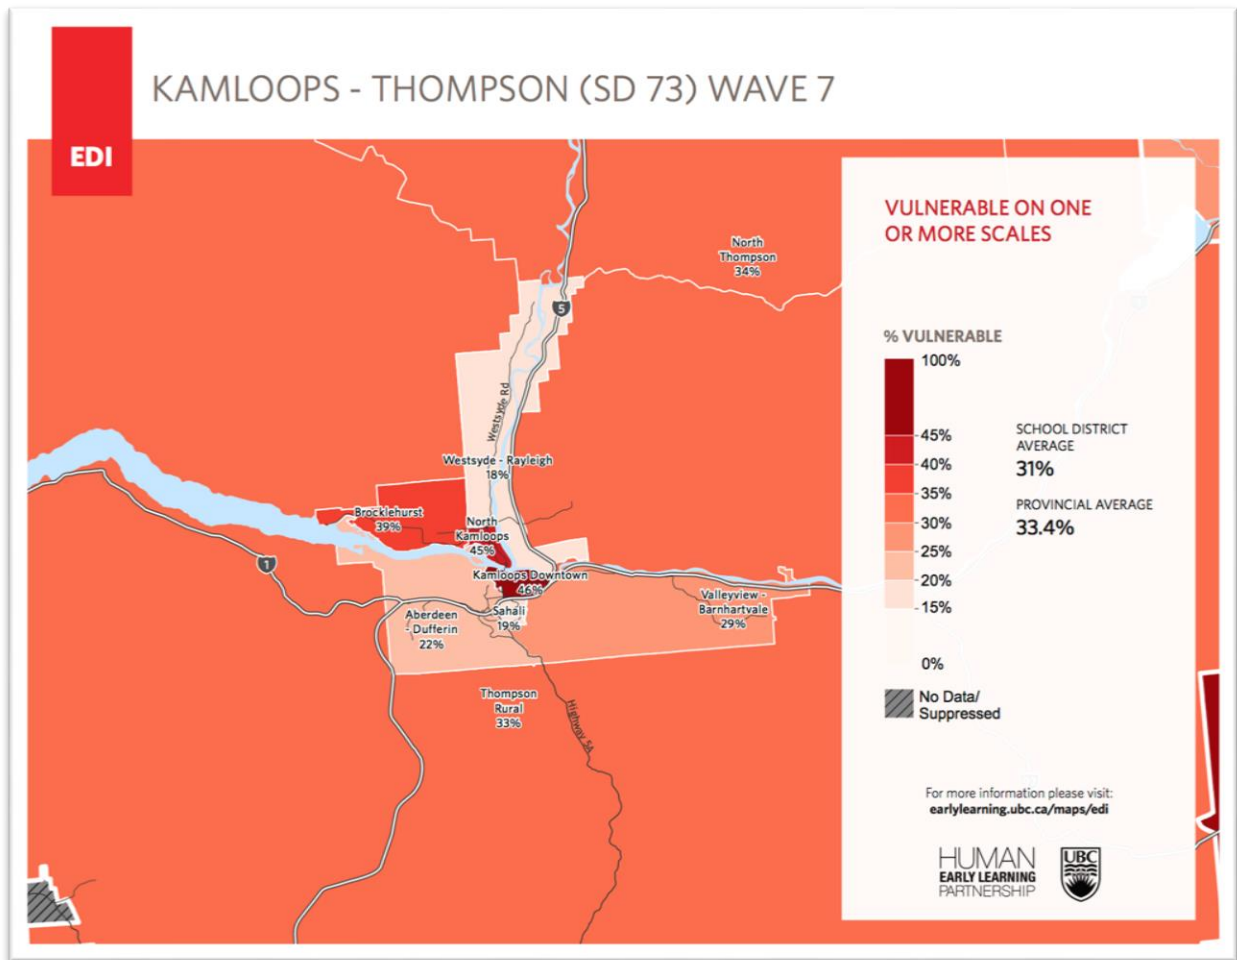 KAMLOOPS - THOMPSON (SD 73) WAVE 7
EDI
North
Thompson
34%
5
Westsyde Rd
Westsyde - Rayleigh
18%
Brocklehurst
39%
North
Kamloops
45%
1
Kamloops Downtown
46%
Valleyview -
Barnhartvale
29%
Aberdeen
- Dufferin
22%
Sahali
19%
Thompson
Rural
33%
Highway 5A
VULNERABLE ON ONE
OR MORE SCALES
% VULNERABLE
100%
45%
40%
35%
30%
25%
20%
15%
0%
No Data/
Suppressed
SCHOOL DISTRICT
AVERAGE
31%
PROVINCIAL AVERAGE
33.4%
For more information please visit:
earlylearning.ubc.ca/maps/edi
HUMAN
EARLY LEARNING
PARTNERSHIP
UBC